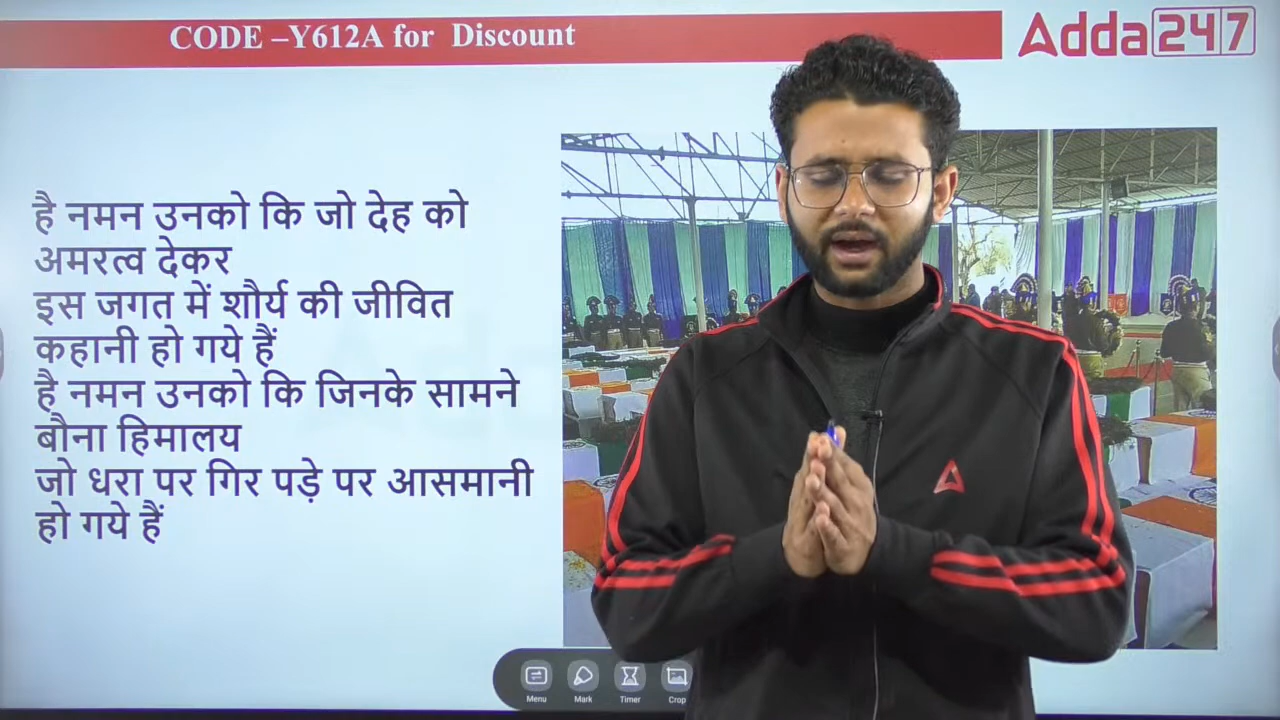 CODE –Y612A for Discount
Adda247
है नमन उनको कि जो देह को
अमरत्व देकर
इस जगत में शौर्य की जीवित
कहानी हो गये हैं
है नमन उनको कि जिनके सामने
बौना हिमालय
जो धरा पर गिर पड़े पर आसमानी
हो गये हैं
Menu Mark Timer Crop